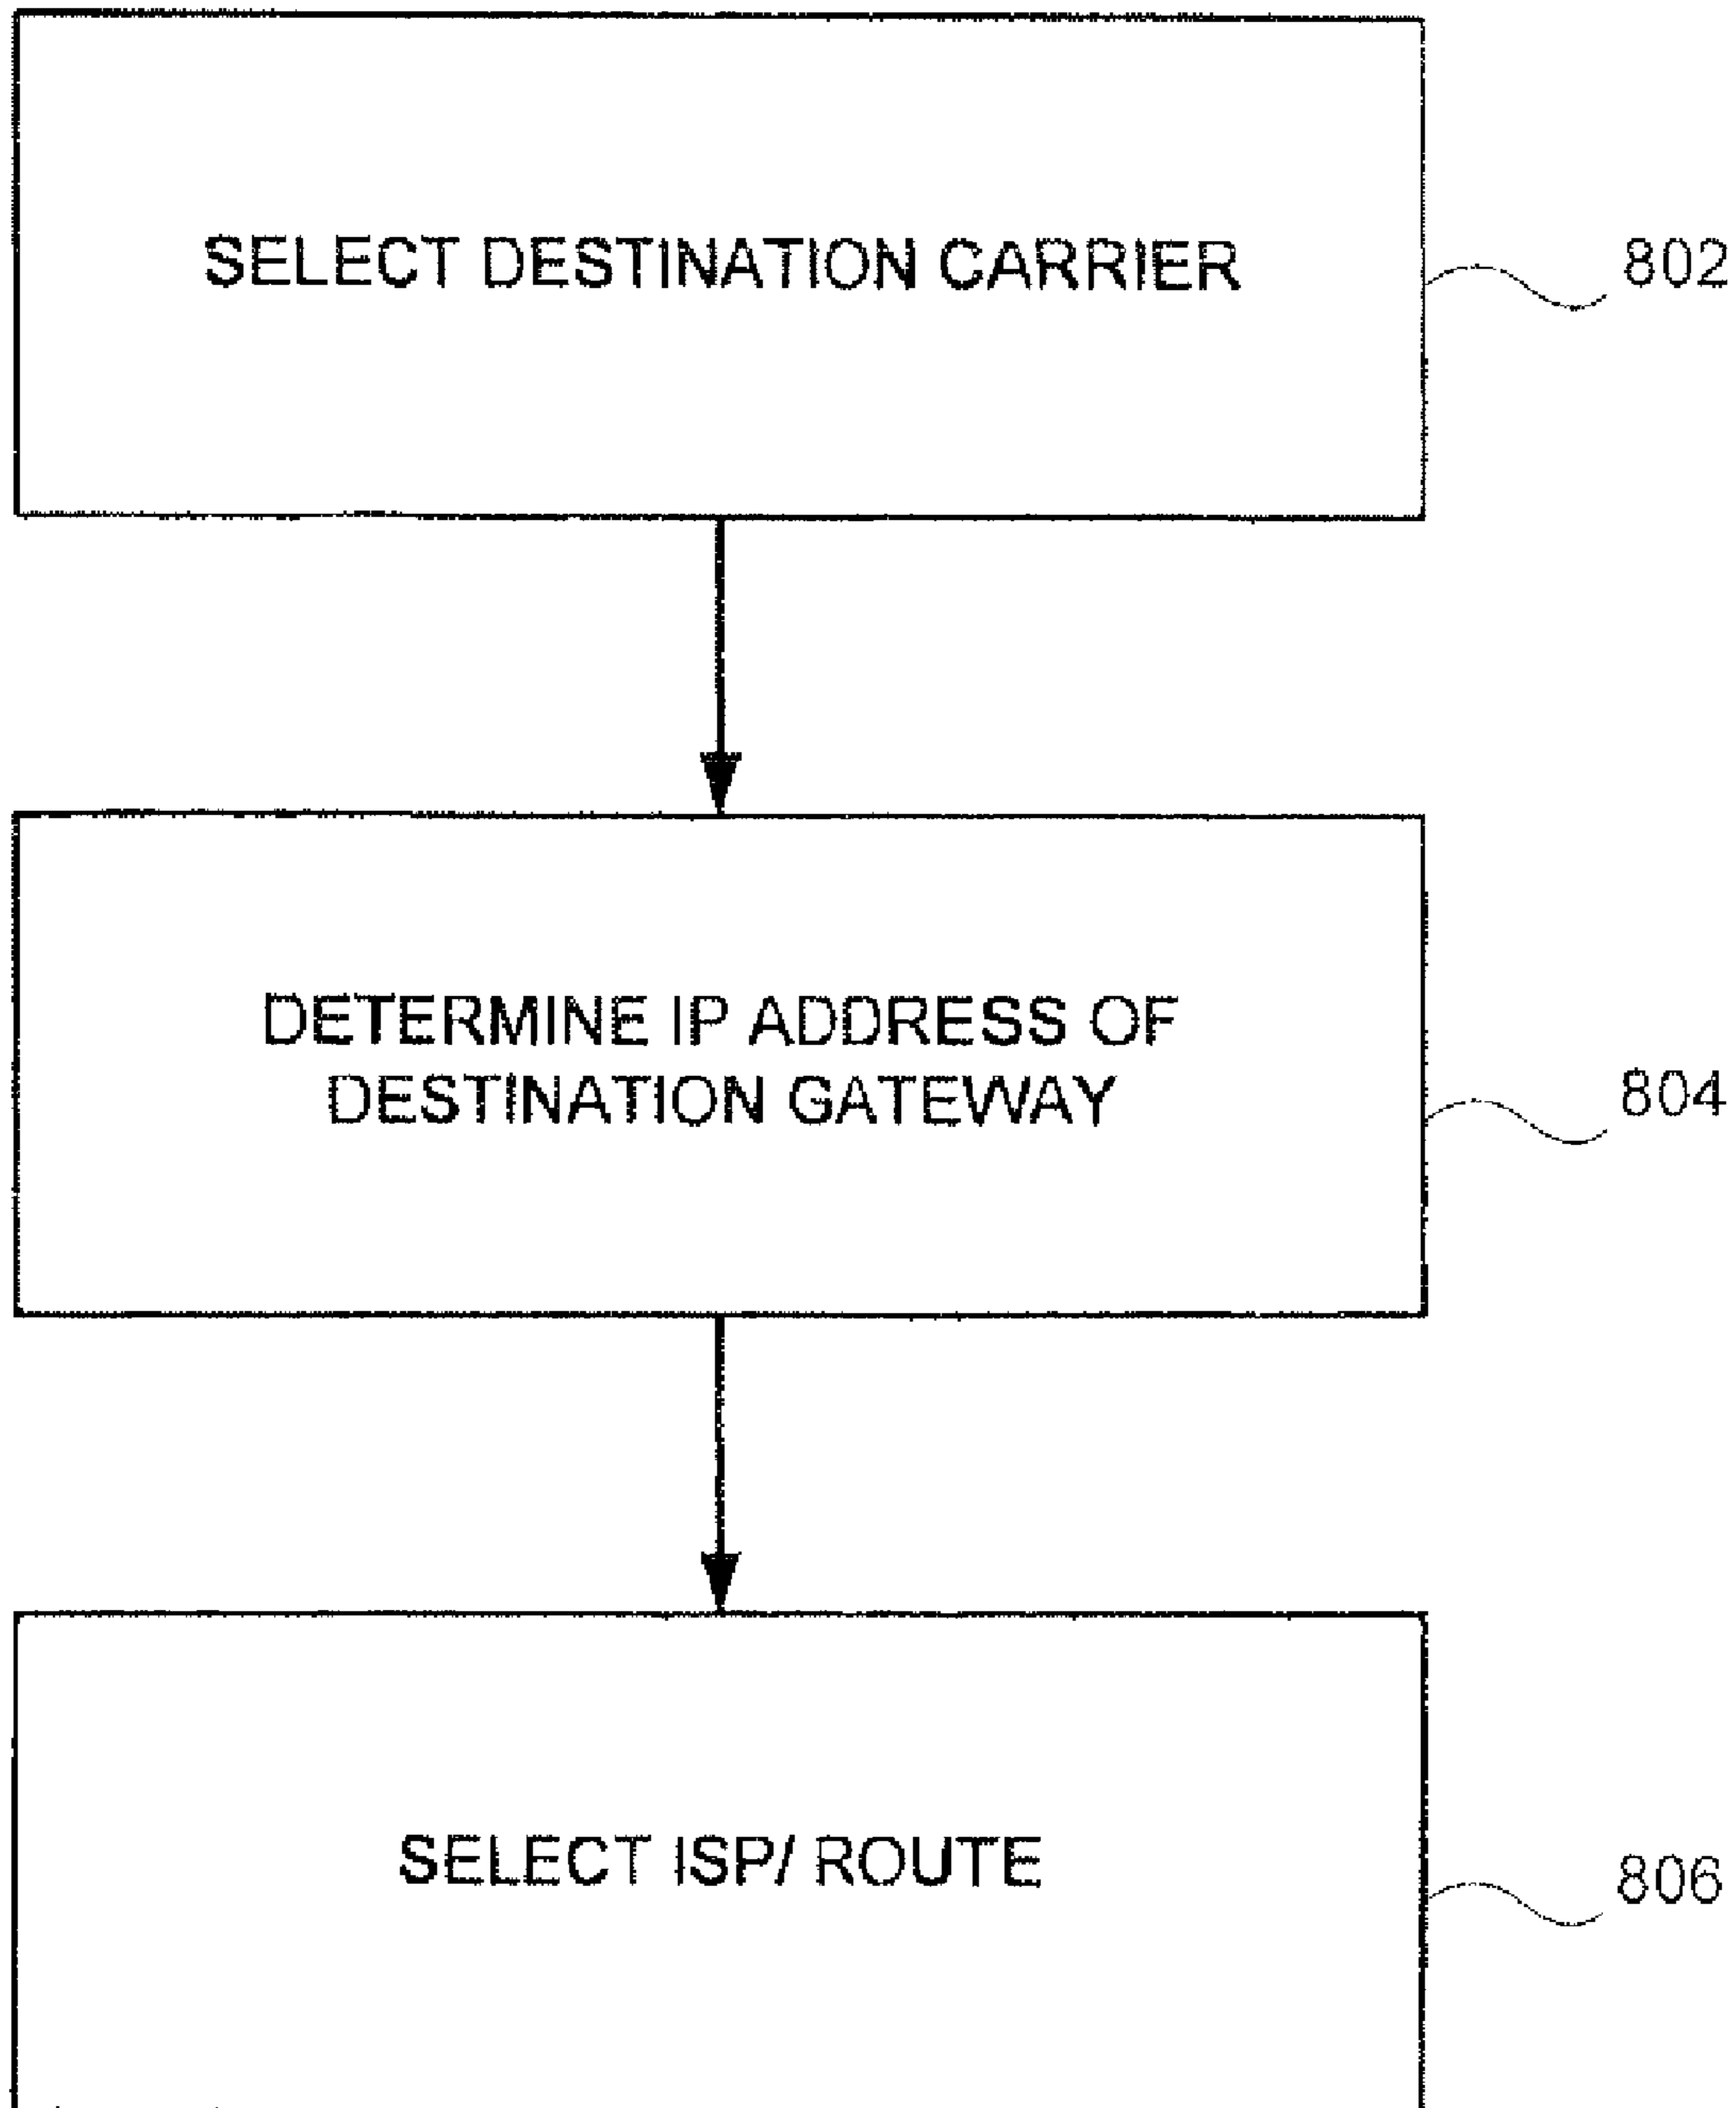 SELECT DESTINATION CARRIER
802
DETERMINE IP ADDRESS OF
DESTINATION GATEWAY
804
SELECT ISP/ ROUTE
806